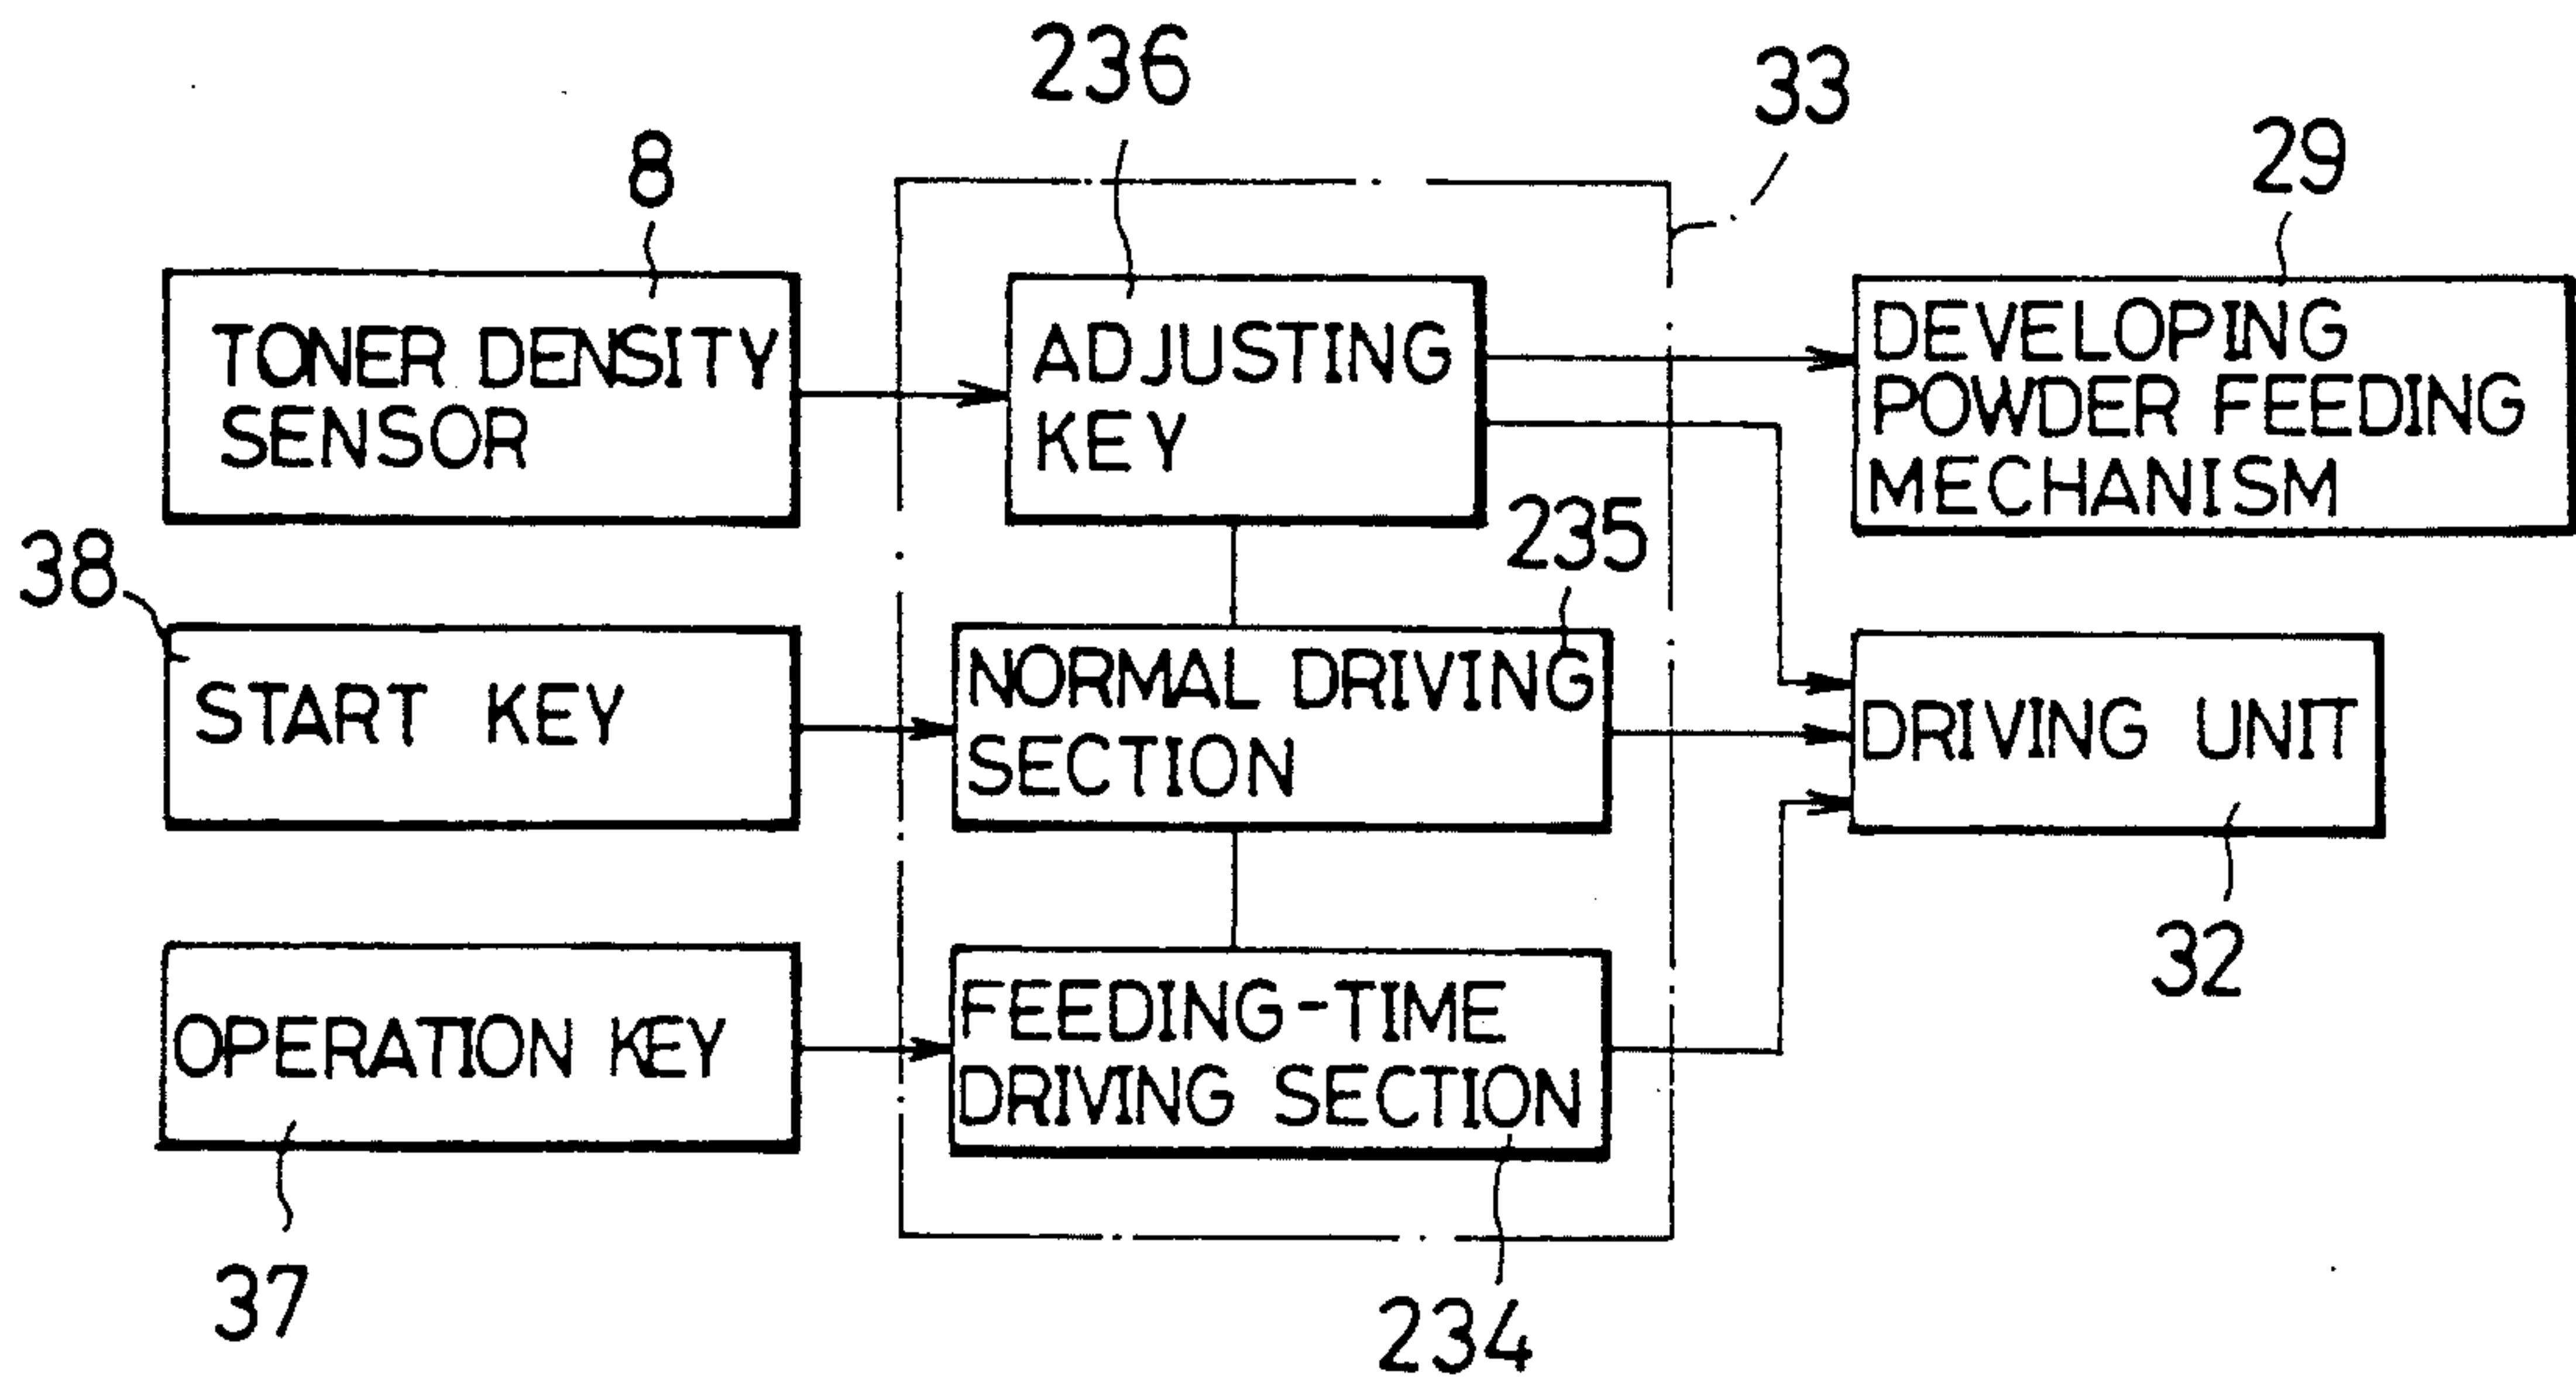 236
33
8
29
TONER DENSITY
SENSOR
ADJUSTING
KEY
DEVELOPING
POWDER FEEDING
MECHANISM
38
235
START KEY
NORMAL DRIVING
SECTION
DRIVING UNIT
32
OPERATION KEY
FEEDING-TIME
DRIVING SECTION
37
234